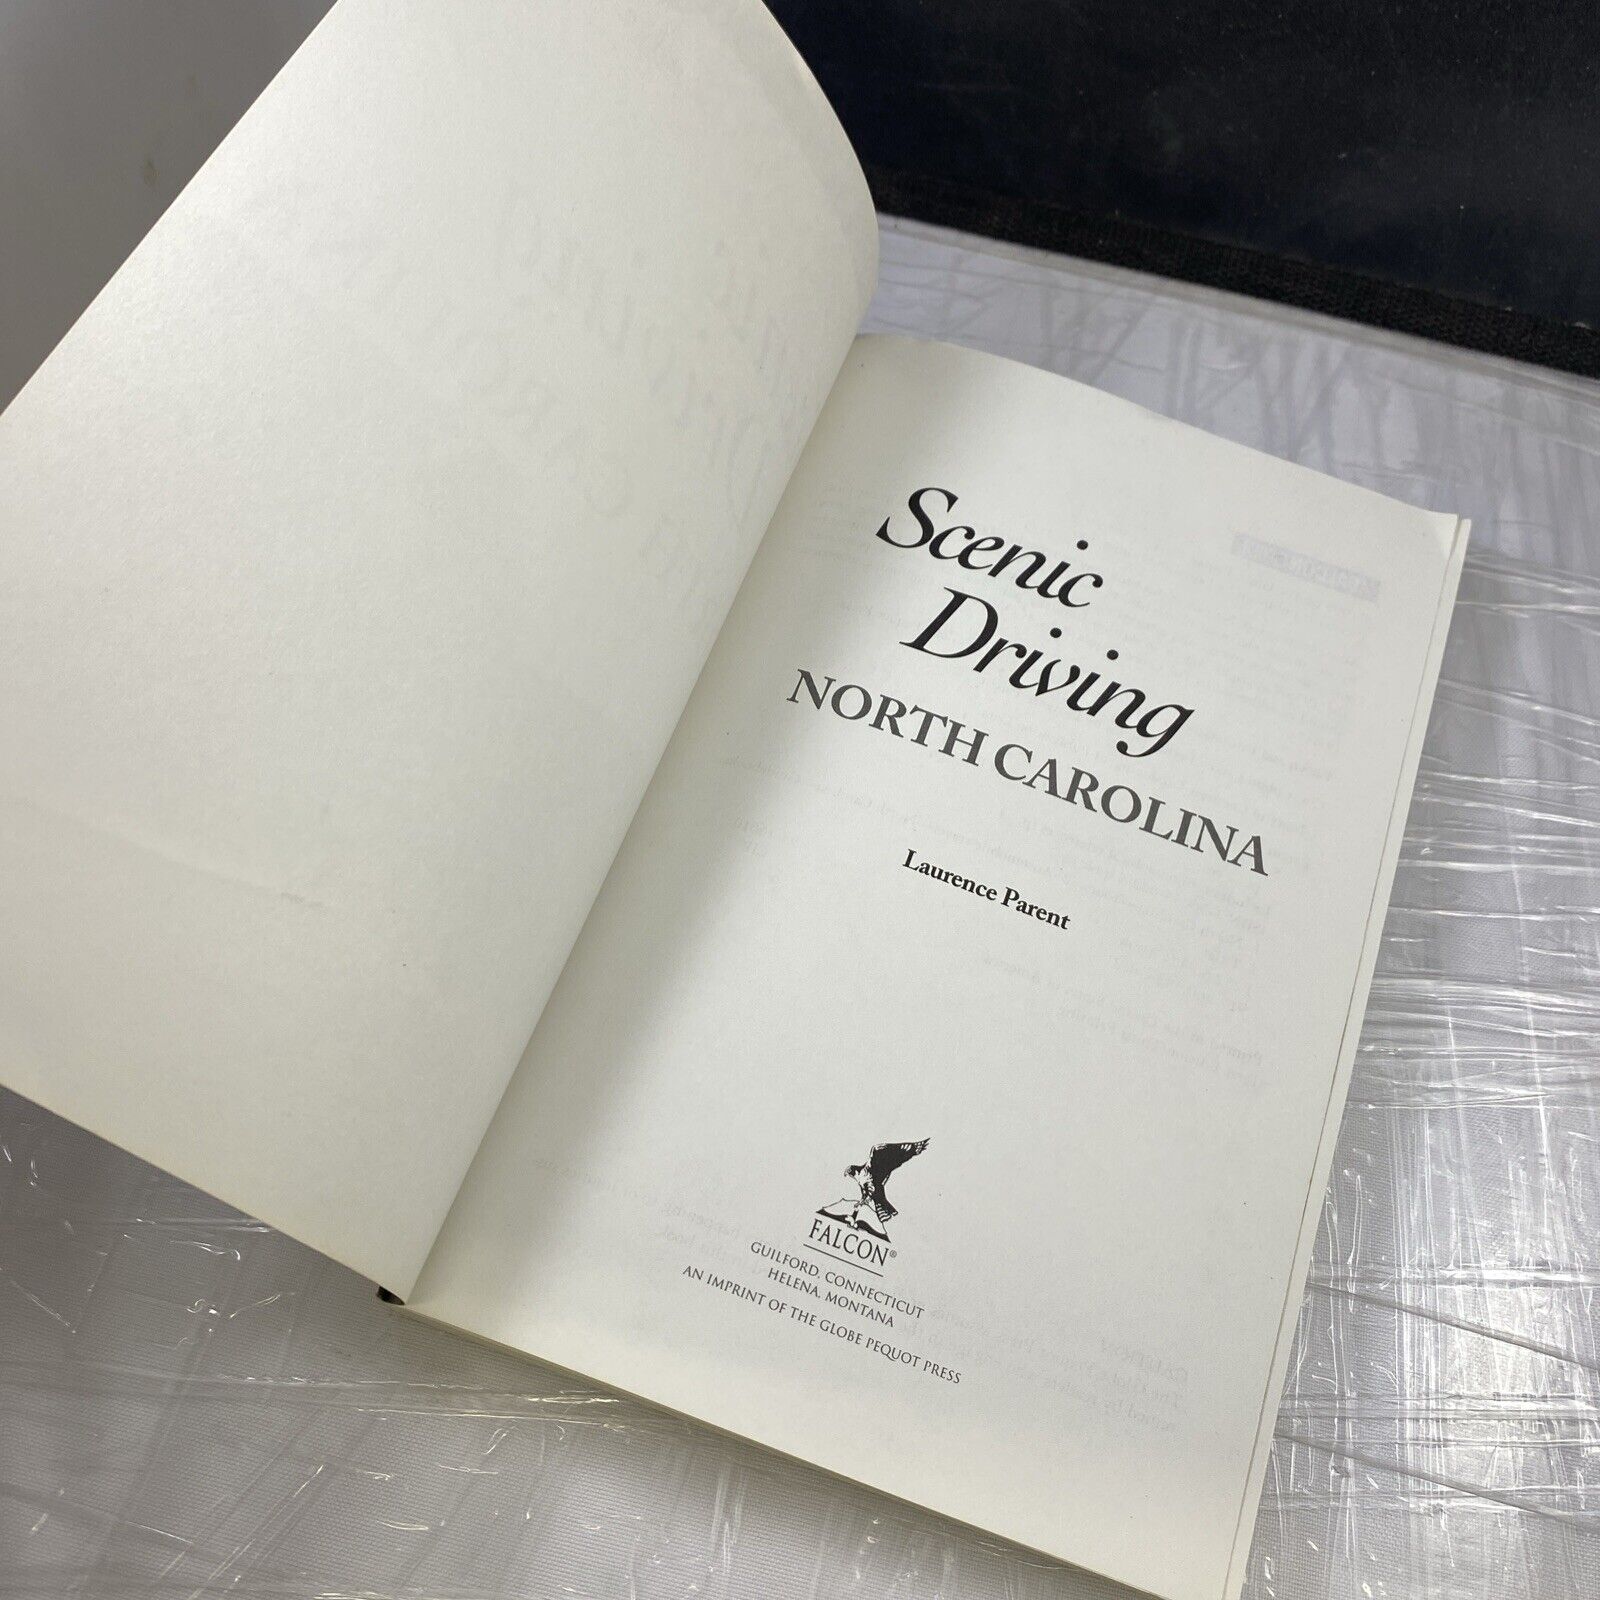 Scenic
Driving
NORTH CAROLINA
Laurence Parent
FALCON®
GUILFORD, CONNECTICUT
HELENA, MONTANA
AN IMPRINT OF THE GLOBE PEQUOT PRESS